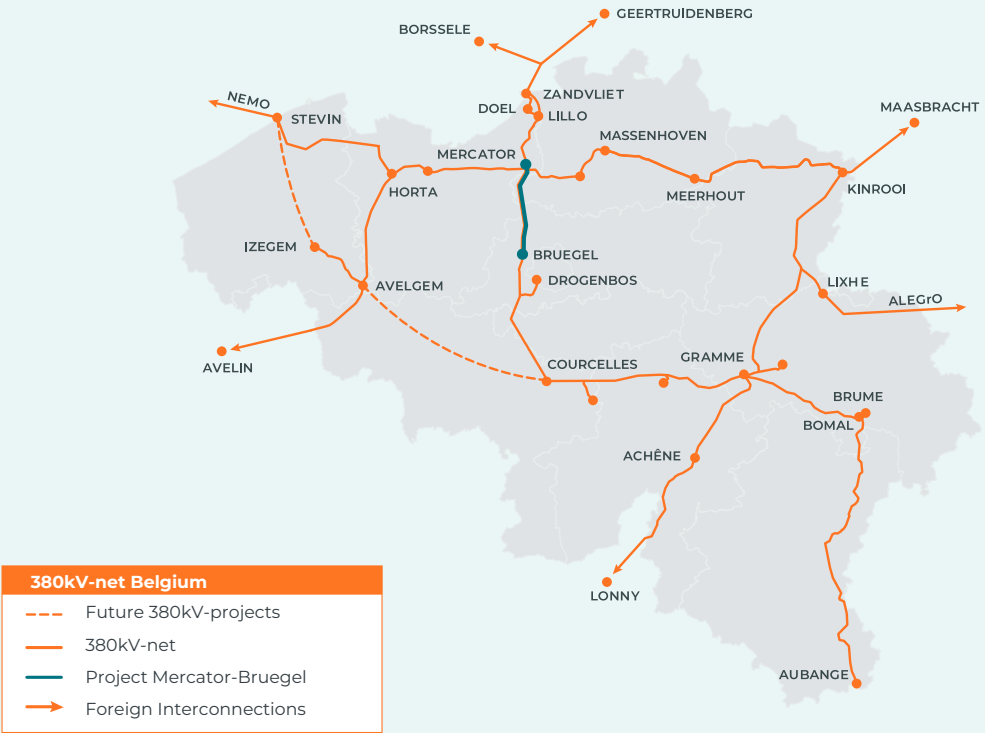 GEERTRUIDENBERG
BORSSELE
ZANDVLIET
NEMO
DOEL
MAASBRACHT
STEVIN
LILLO
MASSENHOVEN
MERCATOR
HORTA
MEERHOUT
KINROOI
IZEGEM
BRUEGEL
DROGENBOS
LIXHE
AVELGEM
ALEGrO
AVELIN
COURCELLES
GRAMME
BRUME
BOMAL
ACHÊNE
LONNY
AUBANGE
380kV-net Belgium
Future 380kV-projects
380kV-net
Project Mercator-Bruegel
Foreign Interconnections